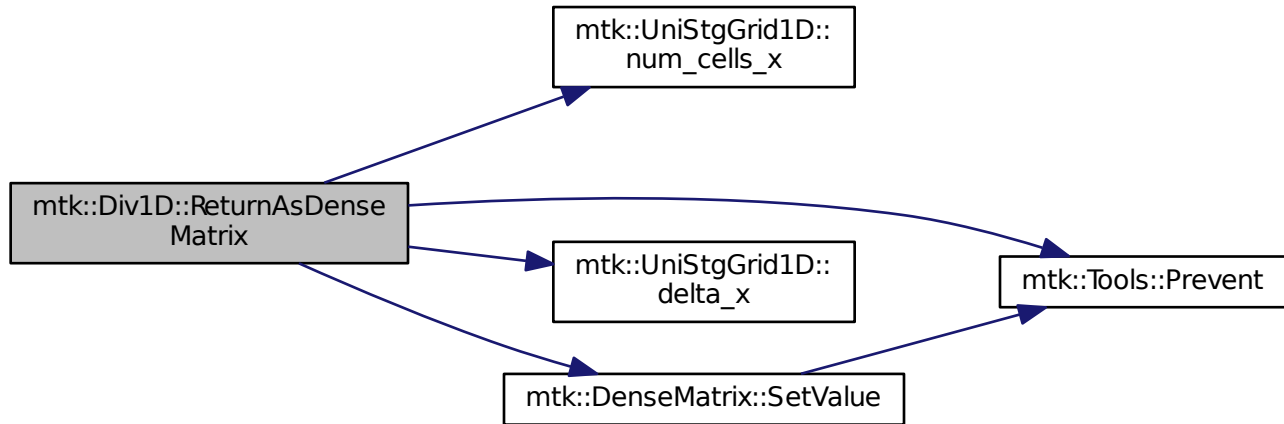 mtk::UniStgGrid1D::
num_cells_x
mtk::Div1D::ReturnAsDense
Matrix
mtk::UniStgGrid1D::
delta_x
mtk::Tools::Prevent
mtk::DenseMatrix::SetValue